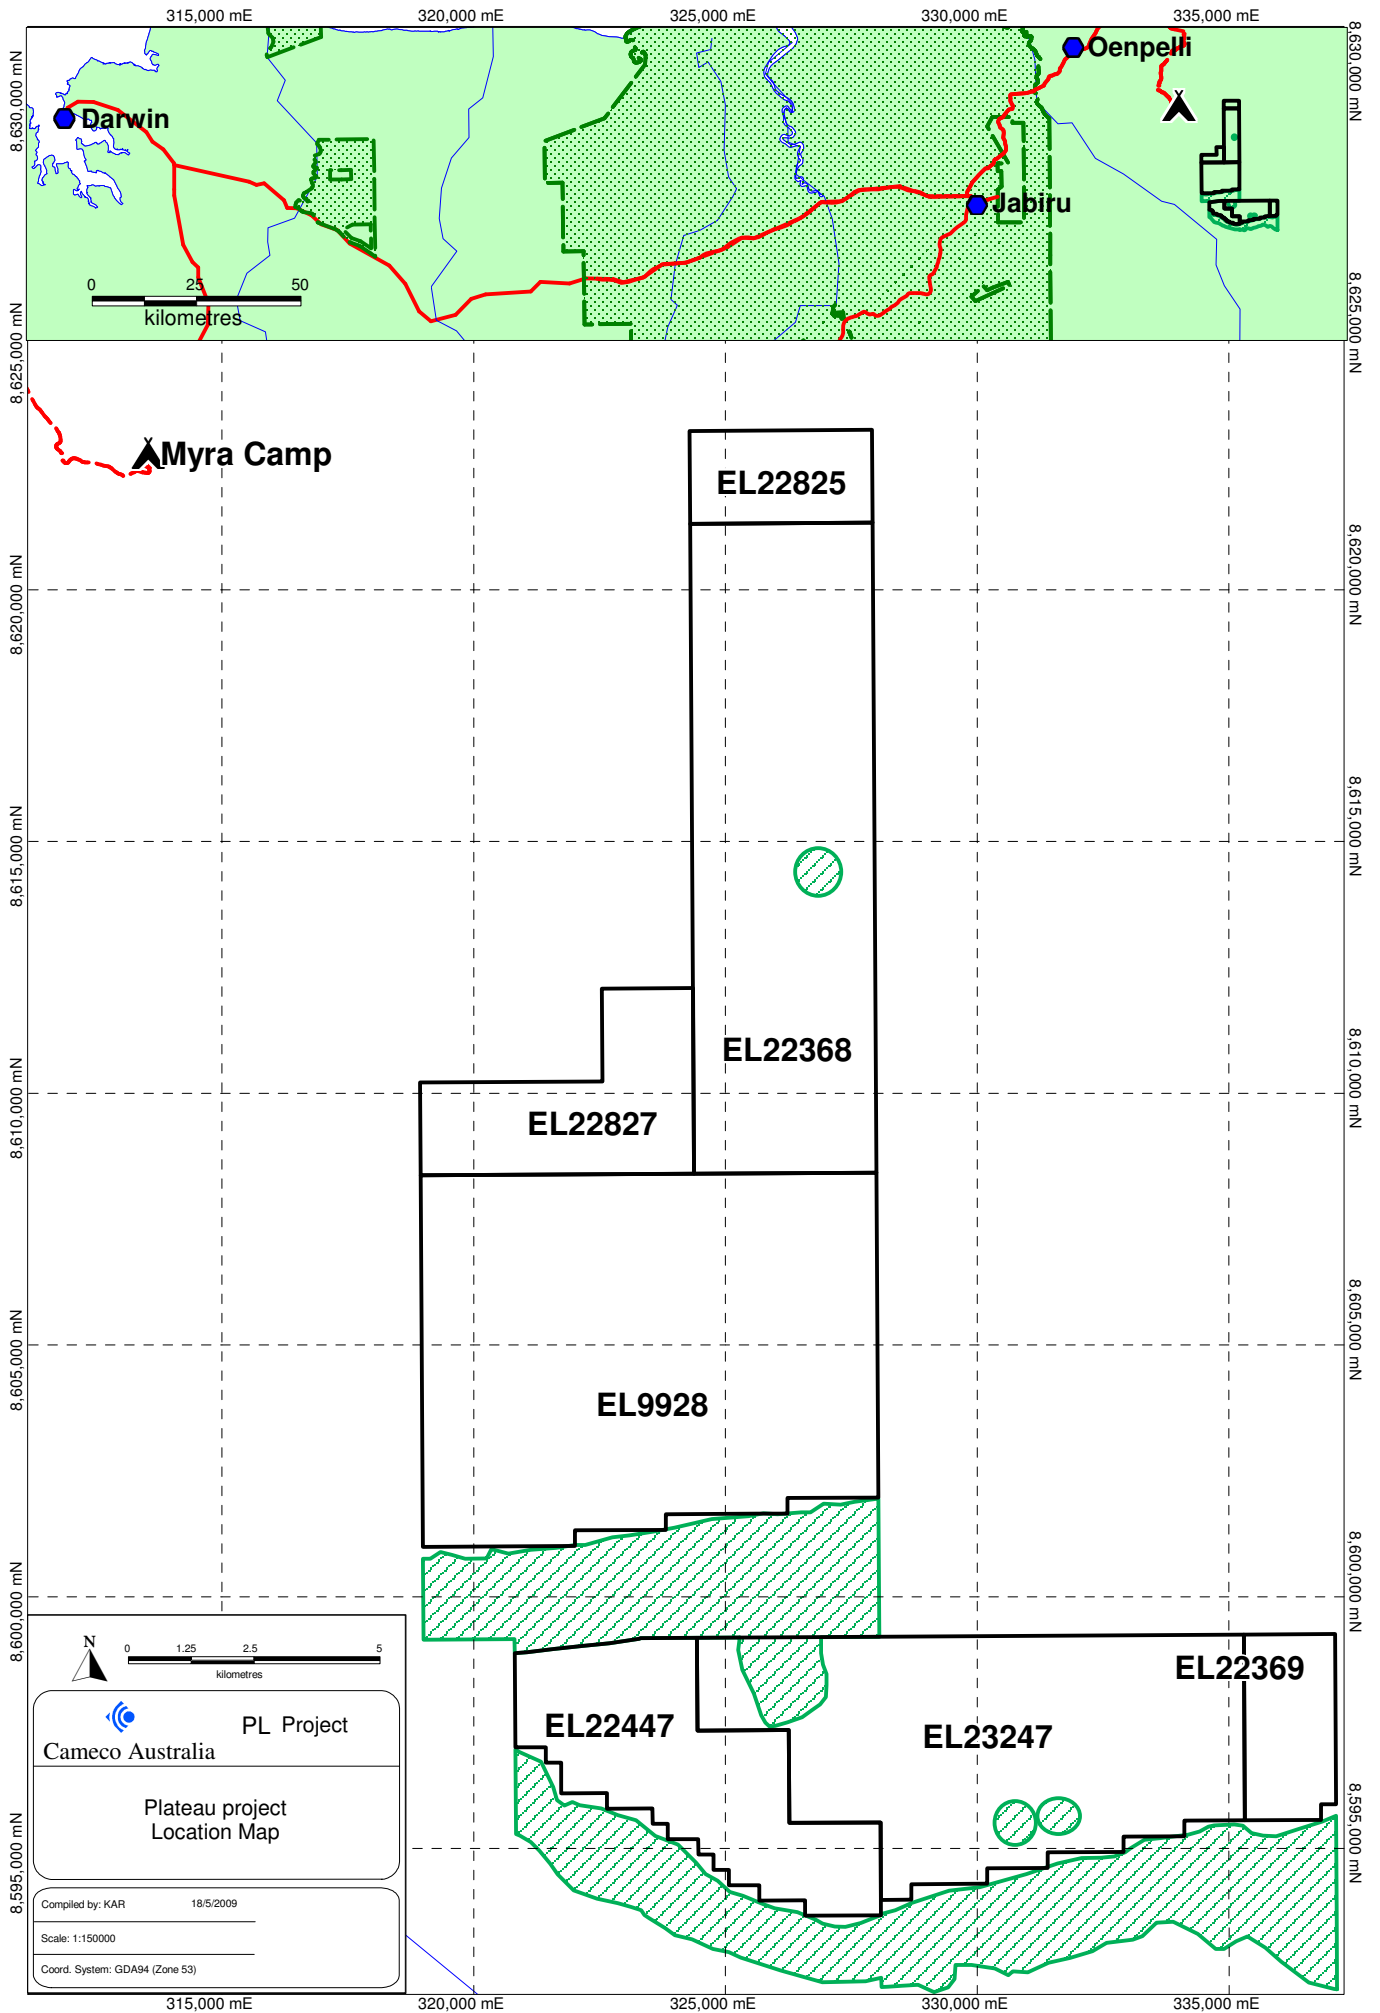 315,000 mE 320,000 mE 325,000 mE 330,000 mE 335,000 mE
8,630,000 mN
8,630,000 mN
Oenpelli
Darwin
Jabiru
0 25 50
kilometres
8,625,000 mN
8,625,000 mN
Myra Camp
EL22825
8,620,000 mN
8,620,000 mN
8,615,000 mN
8,615,000 mN
EL22368
8,610,000 mN
8,610,000 mN
EL22827
8,605,000 mN
8,605,000 mN
EL9928
8,600,000 mN
8,600,000 mN
EL22369
EL22447
EL23247
8,595,000 mN
8,595,000 mN
N
0 1.25 2.5 5
kilometres
PL Project
Cameco Australia
Plateau project
Location Map
Compiled by: KAR 18/5/2009
Scale: 1:150000
Coord. System: GDA94 (Zone 53)
315,000 mE 320,000 mE 325,000 mE 330,000 mE 335,000 mE